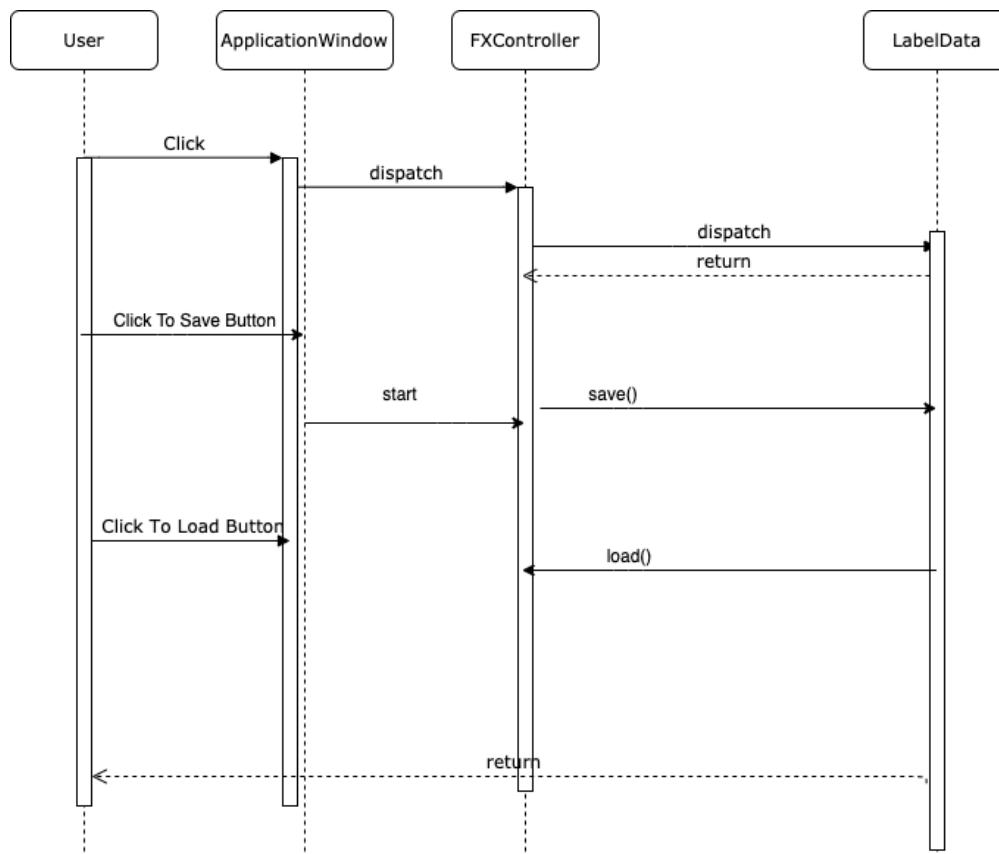 User
ApplicationWindow
FXController
LabelData
Click
dispatch
dispatch
return
Click To Save Button
start
save()
Click To Load Button
load()
return